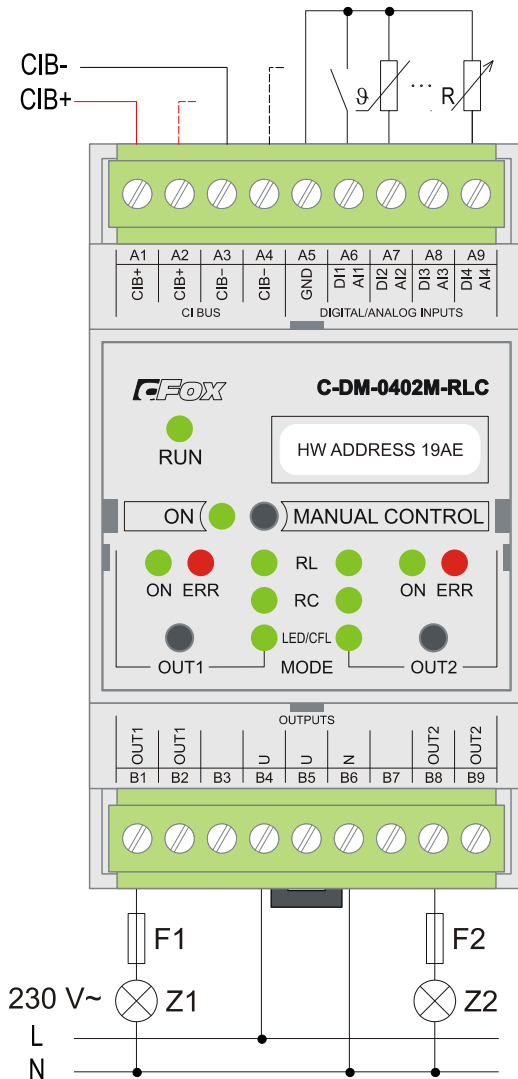 CIB-
CIB+
ϑ ... R
A1 A2 A3 A4 A5 A6 A7 A8 A9
CIB+ CIB+ CIB− CIB− GND DI1 AI1 DI2 AI2 DI3 AI3 DI4 AI4
CI BUS DIGITAL/ANALOG INPUTS
CFox C-DM-0402M-RLC
RUN HW ADDRESS 19AE
ON MANUAL CONTROL
RL
ON ERR RC ON ERR
LED/CFL
OUT1 MODE OUT2
OUTPUTS
OUT1 OUT1 U U N OUT2 OUT2
B1 B2 B3 B4 B5 B6 B7 B8 B9
F1 F2
230 V~ Z1 Z2
L
N